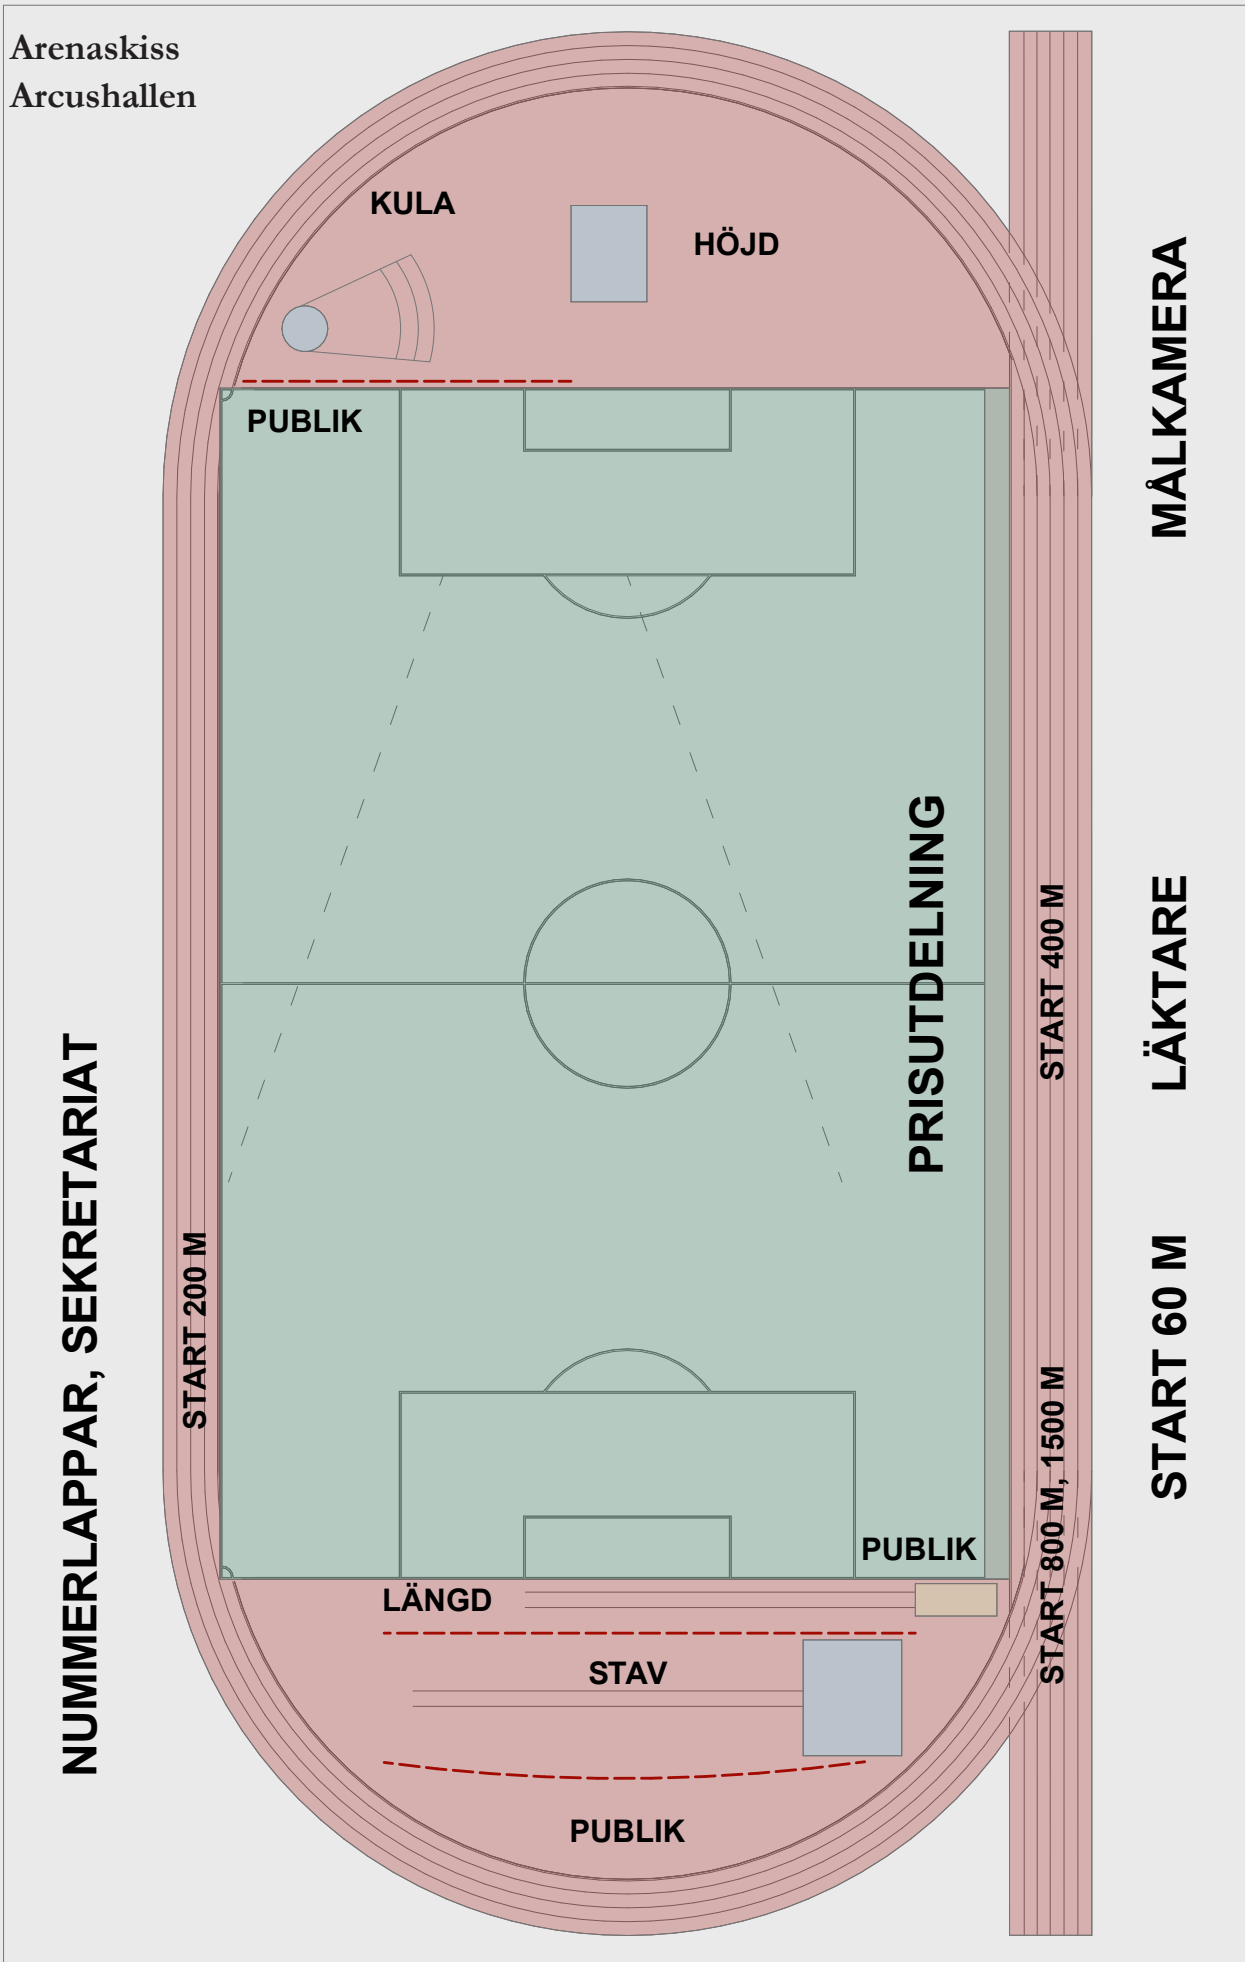 Arenaskiss
Arcushallen
KULA
HÖJD
PUBLIK
MÅLKAMERA
PRISUTDELNING
START 400 M
LÄKTARE
NUMMERLAPPAR, SEKRETARIAT
START 200 M
START 60 M
START 800 M, 1500 M
PUBLIK
LÄNGD
STAV
PUBLIK